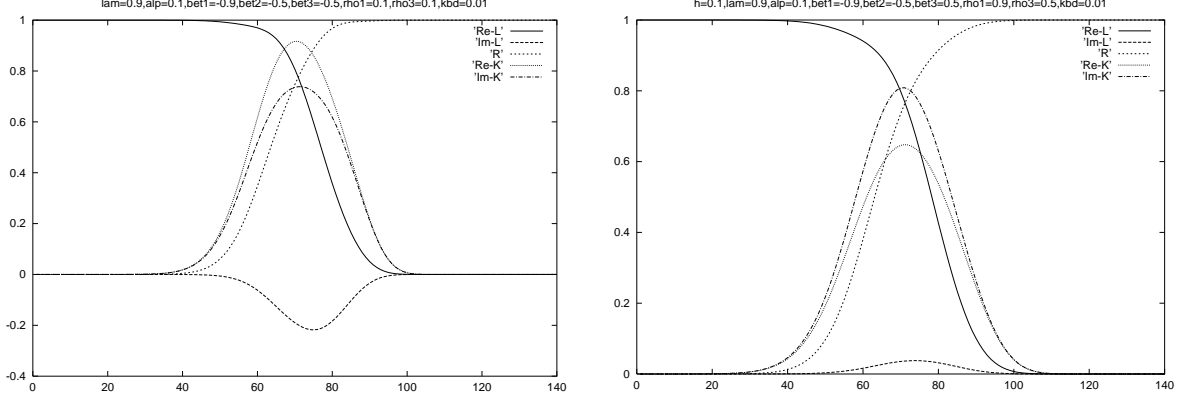 lam=0.9,alp=0.1,bet1=-0.9,bet2=-0.5,bet3=-0.5,rho1=0.1,rho3=0.1,kbd=0.01
1
0.8
0.6
0.4
0.2
0
-0.2
-0.4
0 20 40 60 80 100 120 140
'Re-L'
'Im-L'
'R'
'Re-K'
'Im-K'
h=0.1,lam=0.9,alp=0.1,bet1=-0.9,bet2=-0.5,bet3=0.5,rho1=0.9,rho3=0.5,kbd=0.01
1
0.8
0.6
0.4
0.2
0
0 20 40 60 80 100 120 140
'Re-L'
'Im-L'
'R'
'Re-K'
'Im-K'